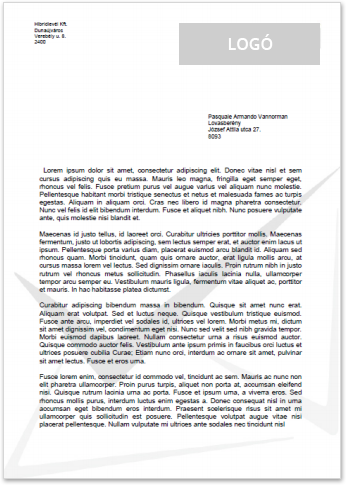 Hibridlevél Kft.
Dunaújváros
Verebély u. 8.
2400
LOGÓ
Pasquale Armando Vannorman
Lovasberény
József Attila utca 27.
8093
Lorem ipsum dolor sit amet, consectetur adipiscing elit. Donec vitae nisl et sem
cursus adipiscing quis eu massa. Mauris leo magna, fringilla eget semper eget,
rhoncus vel felis. Fusce pretium purus vel augue varius vel aliquam nunc molestie.
Pellentesque habitant morbi tristique senectus et netus et malesuada fames ac turpis
egestas. Aliquam in aliquam orci. Cras nec libero id magna pharetra consectetur.
Nunc vel felis id elit bibendum interdum. Fusce et aliquet nibh. Nunc posuere vulputate
ante, quis molestie nisi blandit et.
Maecenas id justo tellus, id laoreet orci. Curabitur ultricies porttitor mollis. Maecenas
fermentum, justo ut lobortis adipiscing, sem lectus semper erat, et auctor enim lacus ut
ipsum. Pellentesque porta varius diam, placerat euismod arcu blandit id. Aliquam sed
rhoncus quam. Morbi tincidunt, quam quis ornare auctor, erat ligula mollis arcu, at
cursus massa lorem vel lectus. Sed dignissim ornare iaculis. Proin rutrum nibh in justo
rutrum vel rhoncus metus sollicitudin. Phasellus iaculis lacinia nulla, ullamcorper
tempor arcu semper eu. Vestibulum mauris ligula, fermentum vitae aliquet ac, porttitor
et mauris. In hac habitasse platea dictumst.
Curabitur adipiscing bibendum massa in bibendum. Quisque sit amet nunc erat.
Aliquam erat volutpat. Sed et luctus neque. Quisque vestibulum tristique euismod.
Fusce ante arcu, imperdiet vel sodales id, ultrices vel lorem. Morbi metus mi, dictum
sit amet dignissim vel, condimentum eget nisi. Nunc sed velit sed nibh gravida tempor.
Morbi euismod dapibus laoreet. Nullam consectetur urna a risus euismod auctor.
Quisque commodo auctor felis. Vestibulum ante ipsum primis in faucibus orci luctus et
ultrices posuere cubilia Curae; Etiam nunc orci, interdum ac ornare sit amet, pulvinar
sit amet lectus. Fusce et eros urna.
Fusce lorem enim, consectetur id commodo vel, tincidunt ac sem. Mauris ac nunc non
elit pharetra ullamcorper. Proin purus turpis, aliquet non porta at, accumsan eleifend
nisi. Quisque rutrum lacinia urna ac porta. Fusce et ipsum urna, a viverra eros. Sed
rhoncus mollis purus, interdum luctus enim egestas a. Donec consequat nisl in urna
accumsan eget bibendum eros interdum. Praesent scelerisque risus sit amet mi
ullamcorper quis sollicitudin est posuere. Pellentesque volutpat augue vitae nisi
placerat pellentesque. Nullam vulputate mi ultrices ante sodales nec tincidunt nisl